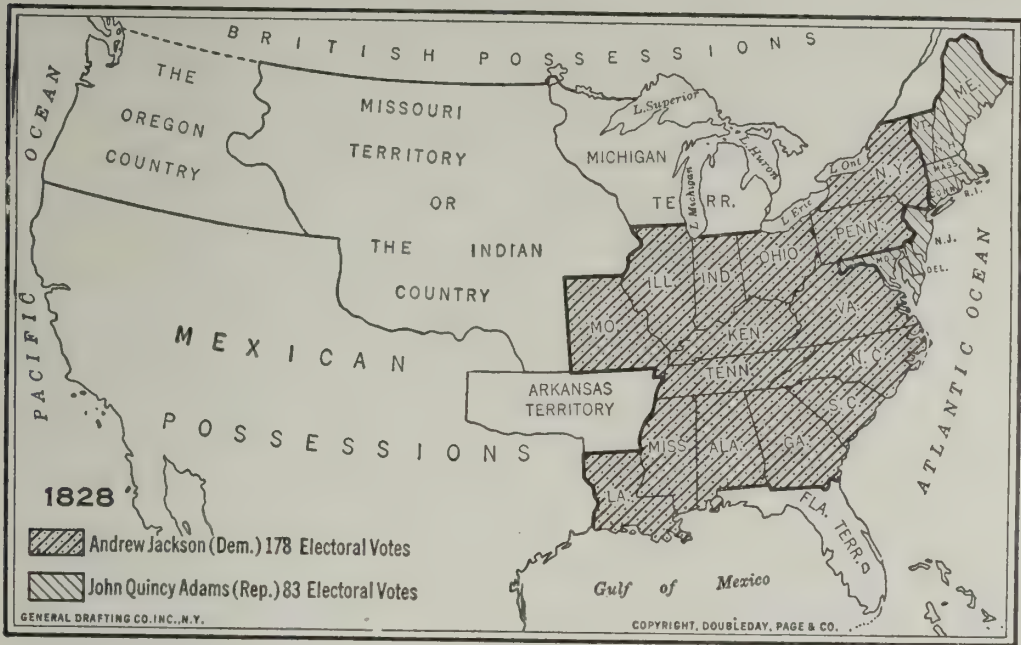 BRITISH POSSESSIONS
PACIFIC OCEAN
THE
OREGON
COUNTRY
MISSOURI
TERRITORY
OR
THE INDIAN
COUNTRY
MICHIGAN
TERR.
L. Superior
L. Michigan
L. Huron
L. Erie
L. Ont
ME.
VT.
N.H.
MASS.
CONN.
R.I.
N.Y.
PENN.
N.J.
MD.
DEL.
OHIO
IND.
ILL.
MO.
KEN
VA.
TENN.
N.C.
S.C.
MISS
ALA.
GA.
LA.
FLA. TERR.
ARKANSAS
TERRITORY
MEXICAN
POSSESSIONS
ATLANTIC OCEAN
Gulf of Mexico
1828
Andrew Jackson (Dem.) 178 Electoral Votes
John Quincy Adams (Rep.) 83 Electoral Votes
GENERAL DRAFTING CO.INC.,N.Y.
COPYRIGHT, DOUBLEDAY, PAGE & CO.